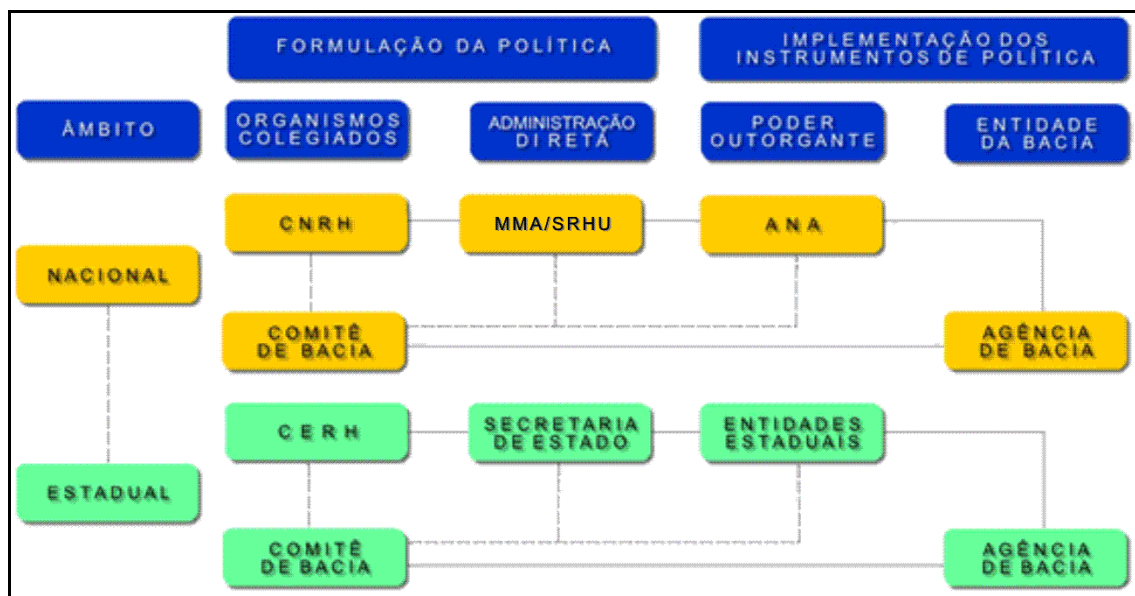 FORMULAÇÃO DA POLÍTICA
IMPLEMENTAÇÃO DOS
INSTRUMENTOS DE POLÍTICA
ÂMBITO
ORGANISMOS
COLEGIADOS
ADMINISTRAÇÃO
DIRETA
PODER
OUTORGANTE
ENTIDADE
DA BACIA
CNRH
MMA/SRHU
ANA
NACIONAL
COMITÊ
DE BACIA
AGÊNCIA
DE BACIA
CERH
SECRETARIA
DE ESTADO
ENTIDADES
ESTADUAIS
ESTADUAL
COMITÊ
DE BACIA
AGÊNCIA
DE BACIA